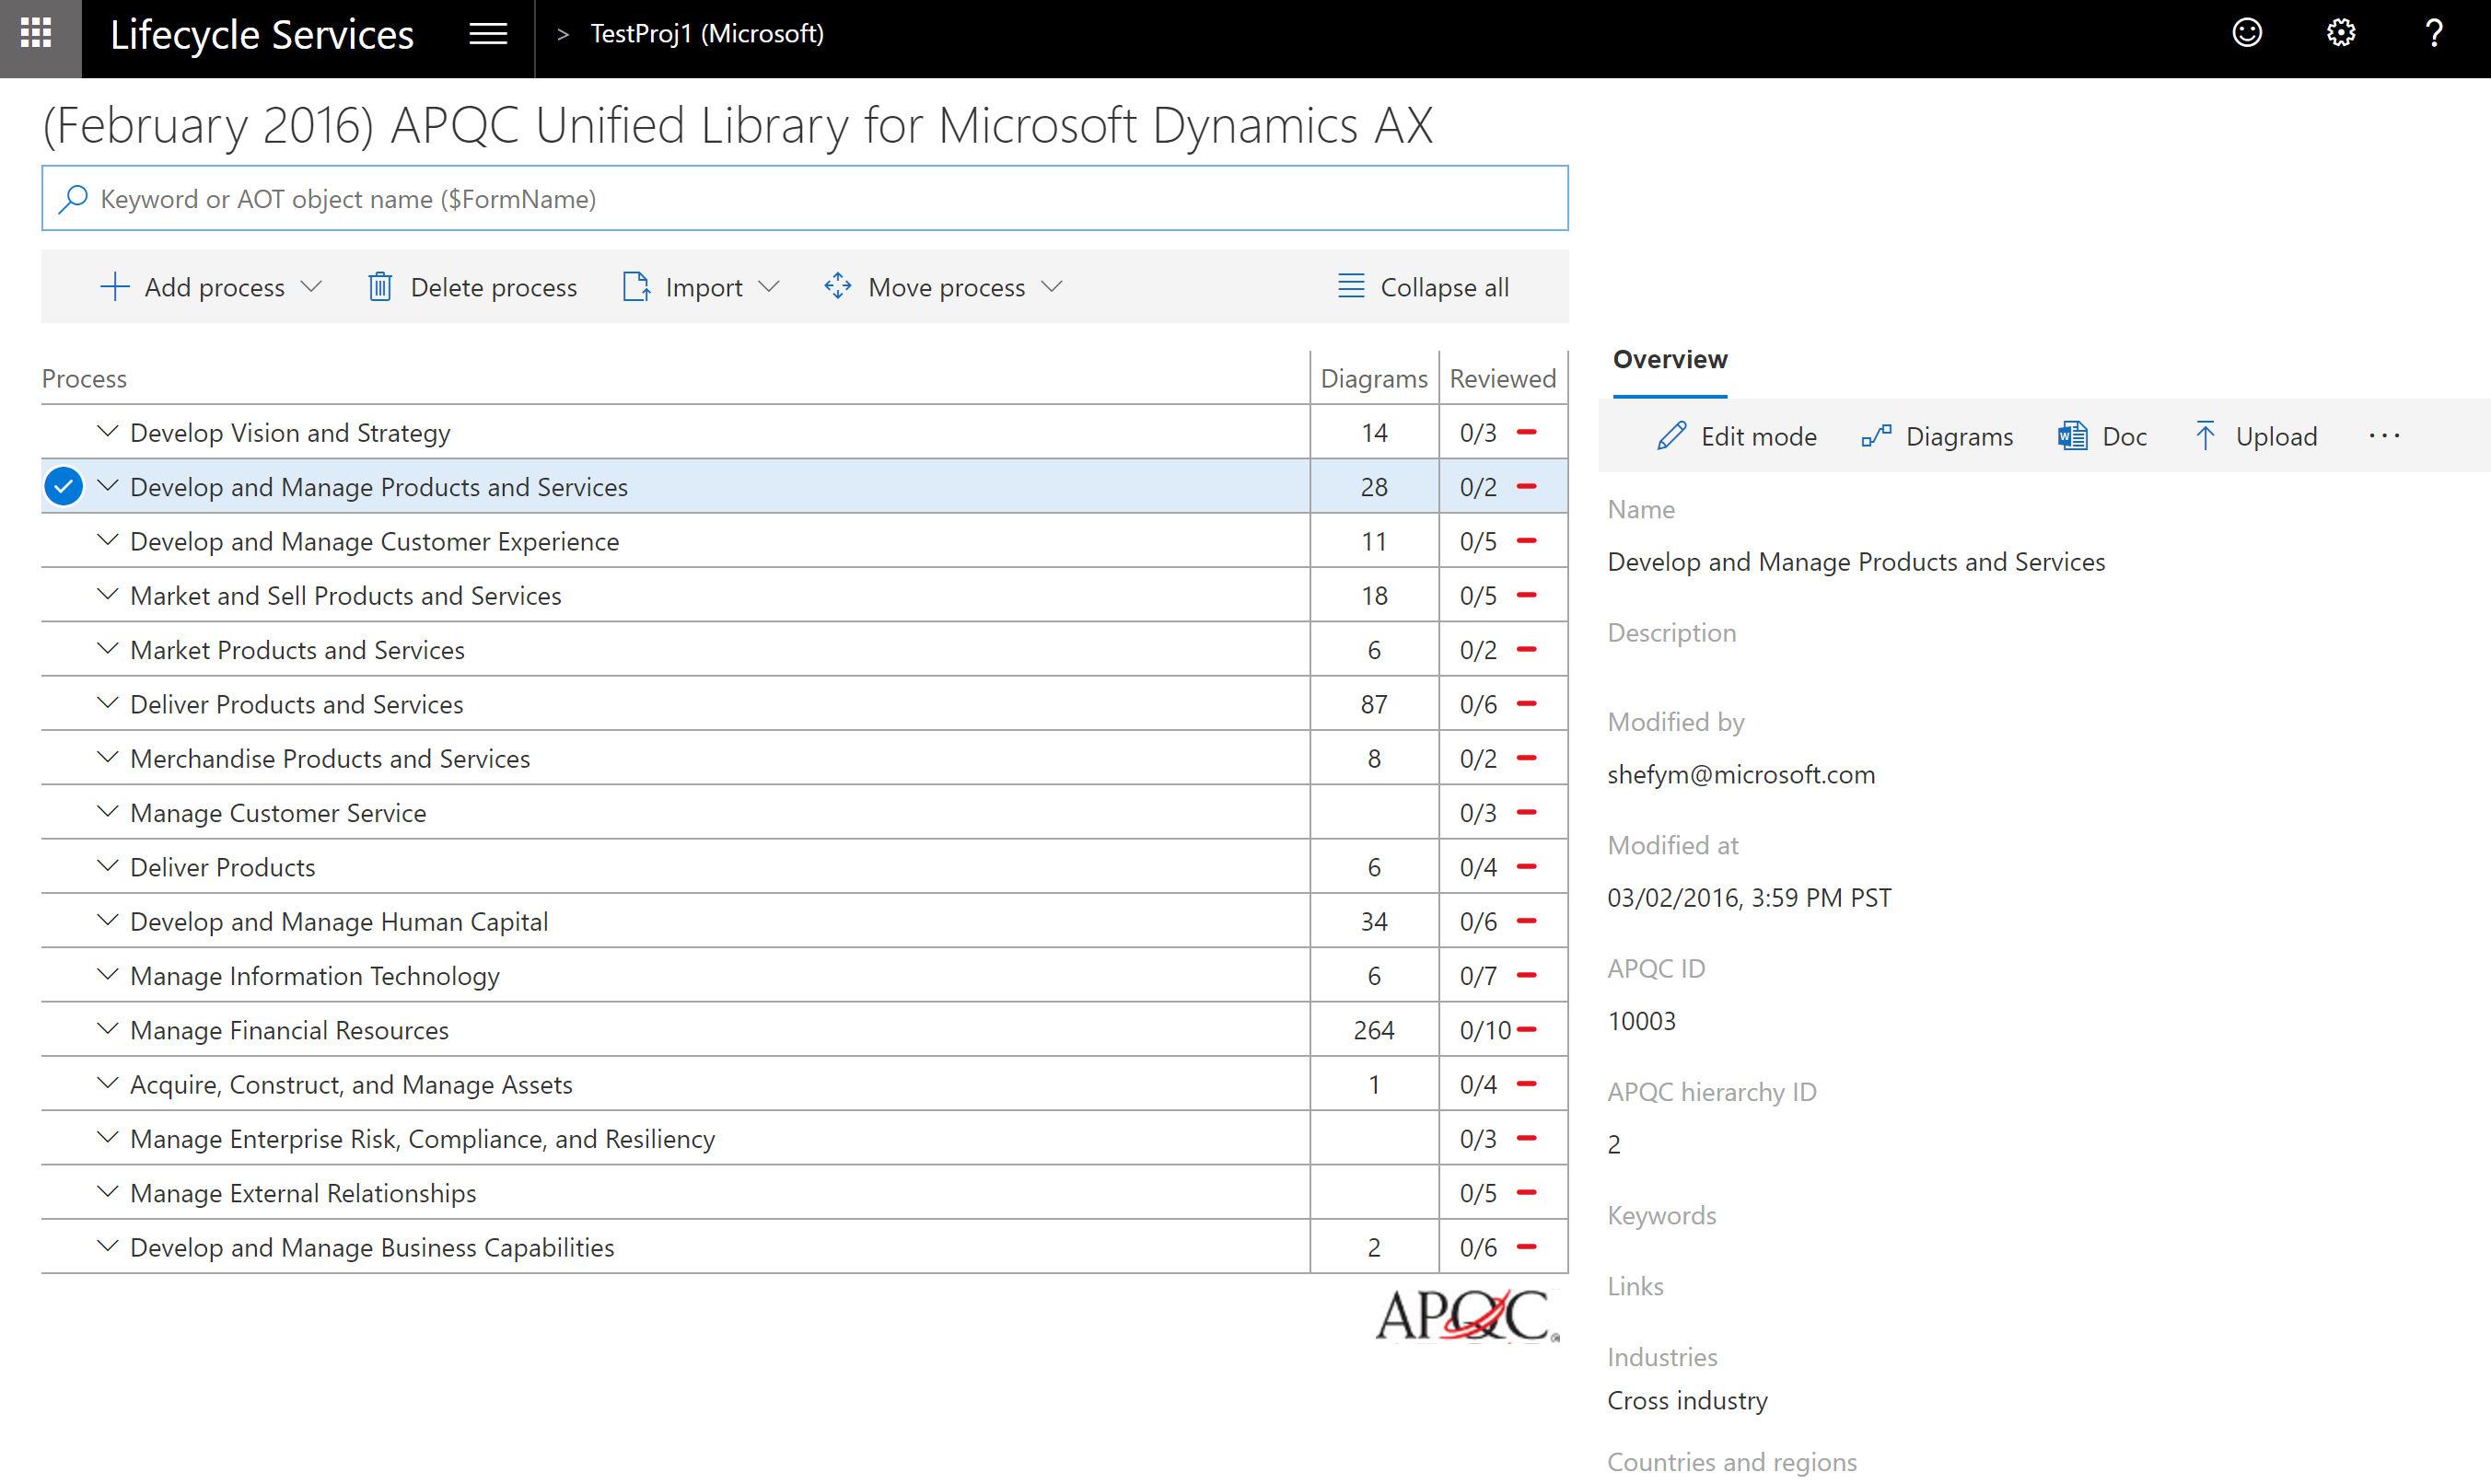 Lifecycle Services > TestProj1 (Microsoft) ?
(February 2016) APQC Unified Library for Microsoft Dynamics AX
Keyword or AOT object name ($FormName)
Add process Delete process Import Move process Collapse all
Process Diagrams Reviewed
Develop Vision and Strategy 14 0/3
Develop and Manage Products and Services 28 0/2
Develop and Manage Customer Experience 11 0/5
Market and Sell Products and Services 18 0/5
Market Products and Services 6 0/2
Deliver Products and Services 87 0/6
Merchandise Products and Services 8 0/2
Manage Customer Service 0/3
Deliver Products 6 0/4
Develop and Manage Human Capital 34 0/6
Manage Information Technology 6 0/7
Manage Financial Resources 264 0/10
Acquire, Construct, and Manage Assets 1 0/4
Manage Enterprise Risk, Compliance, and Resiliency 0/3
Manage External Relationships 0/5
Develop and Manage Business Capabilities 2 0/6
APQC
Overview
Edit mode Diagrams Doc Upload ...
Name
Develop and Manage Products and Services
Description
Modified by
shefym@microsoft.com
Modified at
03/02/2016, 3:59 PM PST
APQC ID
10003
APQC hierarchy ID
2
Keywords
Links
Industries
Cross industry
Countries and regions